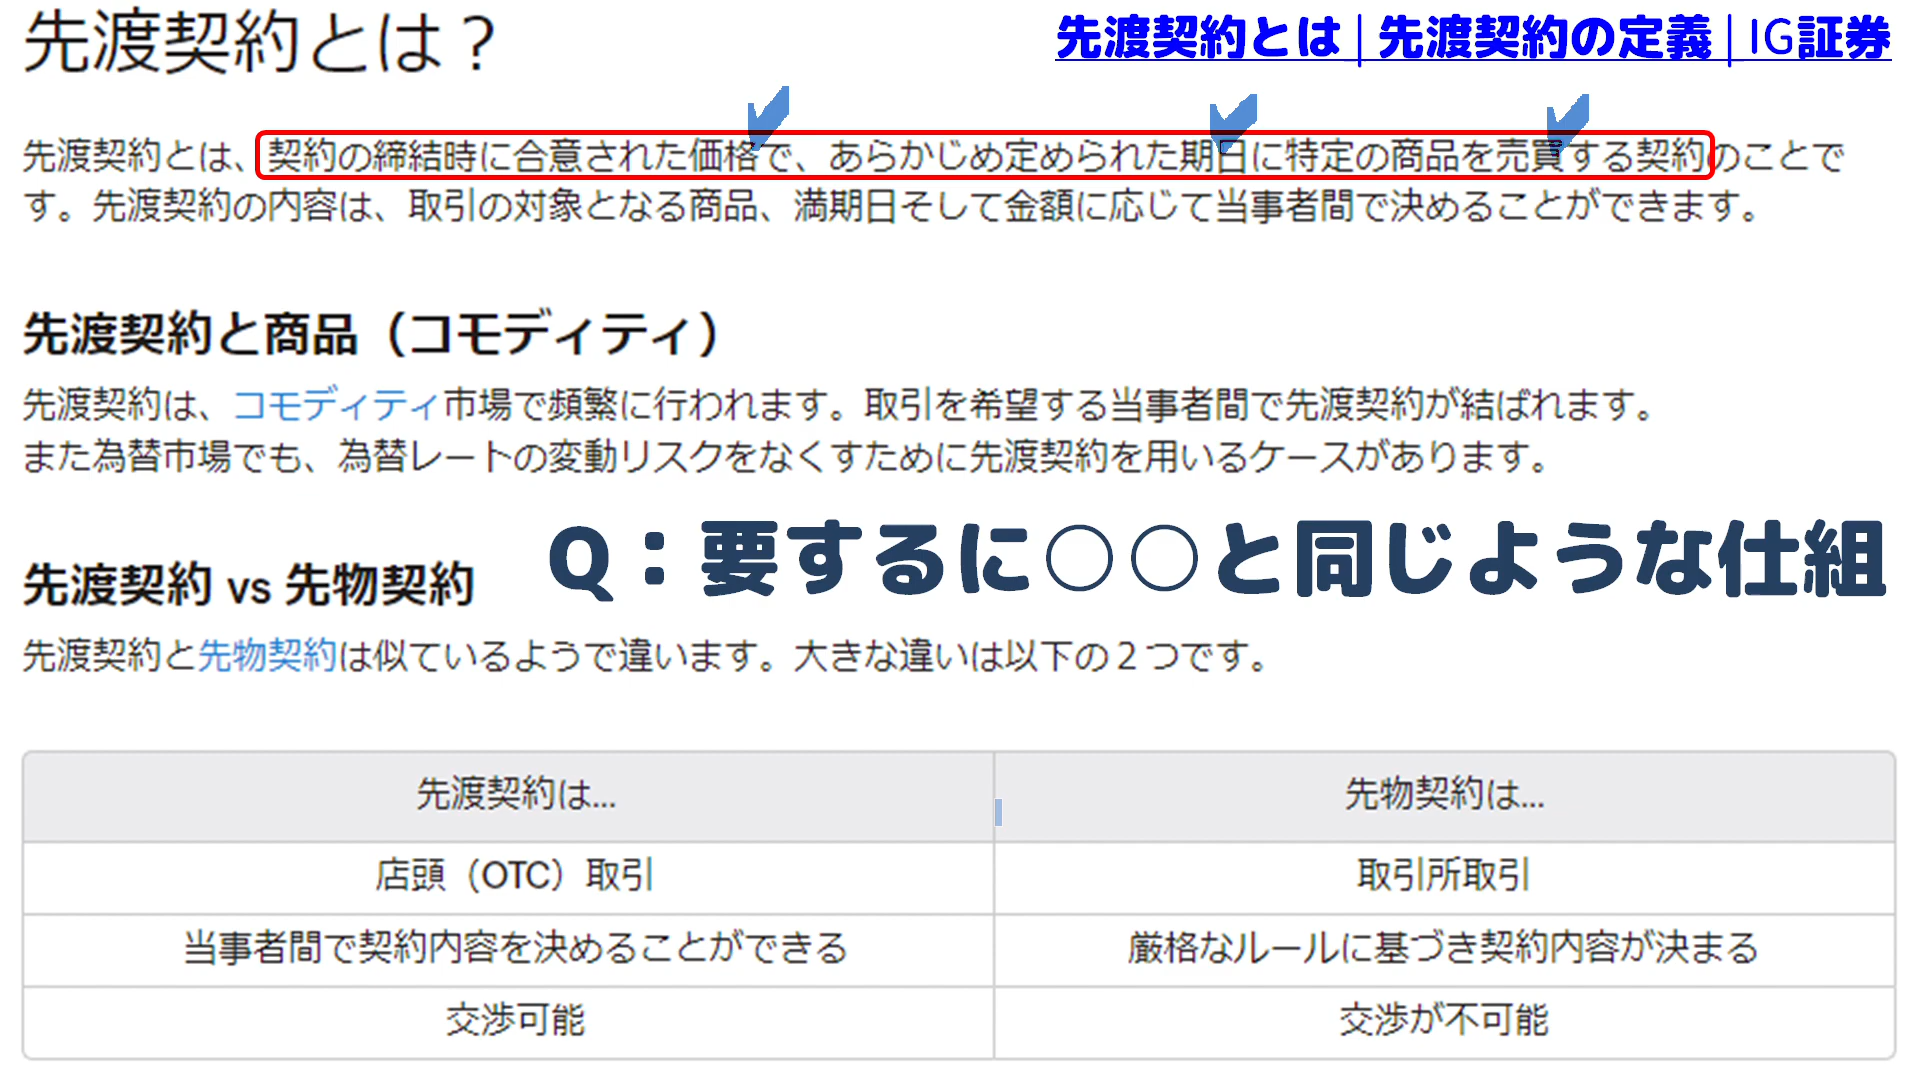 先渡契約とは？
先渡契約とは | 先渡契約の定義 | IG証券
先渡契約とは、契約の締結時に合意された価格で、あらかじめ定められた期日に特定の商品を売買する契約のことで
す。先渡契約の内容は、取引の対象となる商品、満期日そして金額に応じて当事者間で決めることができます。
先渡契約と商品（コモディティ）
先渡契約は、コモディティ市場で頻繁に行われます。取引を希望する当事者間で先渡契約が結ばれます。
また為替市場でも、為替レートの変動リスクをなくすために先渡契約を用いるケースがあります。
Q：要するに○○と同じような仕組
先渡契約 vs 先物契約
先渡契約と先物契約は似ているようで違います。大きな違いは以下の２つです。
先渡契約は... 先物契約は...
店頭（OTC）取引 取引所取引
当事者間で契約内容を決めることができる 厳格なルールに基づき契約内容が決まる
交渉可能 交渉が不可能